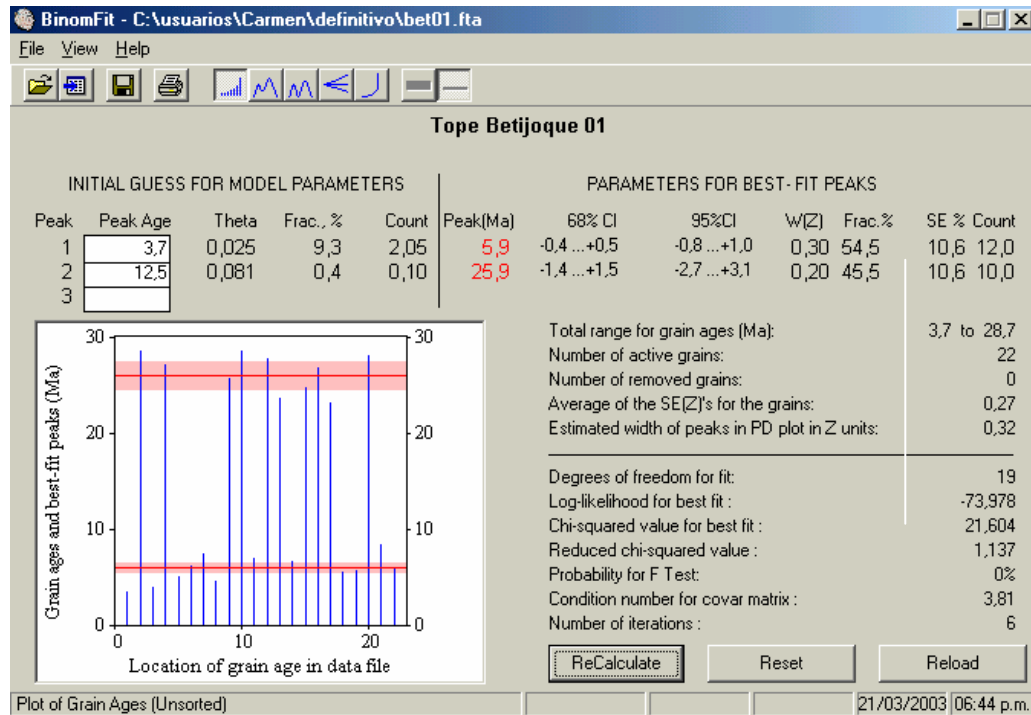 BinomFit - C:\usuarios\Carmen\definitivo\bet01.fta
File View Help
Tope Betijoque 01
INITIAL GUESS FOR MODEL PARAMETERS
PARAMETERS FOR BEST-FIT PEAKS
Peak Peak Age Theta Frac., % Count Peak(Ma) 68% CI 95%CI W(Z) Frac.% SE % Count
1 3,7 0,025 9,3 2,05 5,9 -0,4 ...+0,5 -0,8 ...+1,0 0,30 54,5 10,6 12,0
2 12,5 0,081 0,4 0,10 25,9 -1,4 ...+1,5 -2,7 ...+3,1 0,20 45,5 10,6 10,0
3
30 30
20 20
10 10
0 0
0 10 20
Grain ages and best-fit peaks (Ma)
Location of grain age in data file
Total range for grain ages (Ma): 3,7 to 28,7
Number of active grains: 22
Number of removed grains: 0
Average of the SE(Z)'s for the grains: 0,27
Estimated width of peaks in PD plot in Z units: 0,32
Degrees of freedom for fit: 19
Log-likelihood for best fit : -73,978
Chi-squared value for best fit : 21,604
Reduced chi-squared value : 1,137
Probability for F Test: 0%
Condition number for covar matrix : 3,81
Number of iterations : 6
ReCalculate Reset Reload
Plot of Grain Ages (Unsorted) 21/03/2003 06:44 p.m.